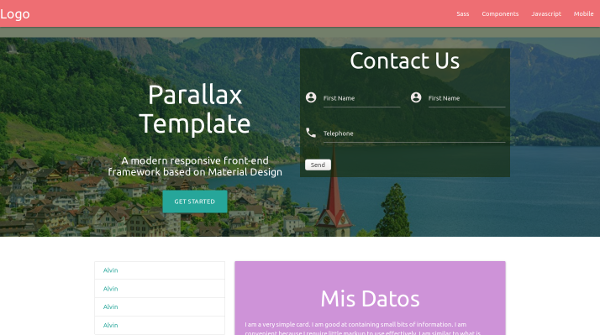 Logo
Sass Components Javascript Mobile
Parallax
Template
A modern responsive front-end
framework based on Material Design
GET STARTED
Contact Us
First Name First Name
Telephone
Send
Alvin
Alvin
Alvin
Alvin
Mis Datos
I am a very simple card. I am good at containing small bits of information. I am
convenient because I require little markup to use effectively. I am similar to what is